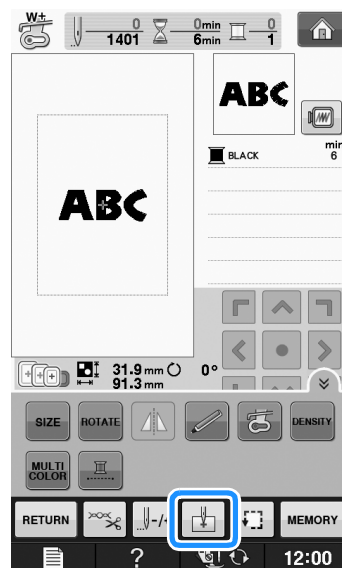 W+
0 0min 0
1401 6min 1
ABC
min
BLACK 6
ABC
31.9 mm 0°
91.3 mm
SIZE ROTATE DENSITY
MULTI
COLOR
RETURN -/+ MEMORY
? 12:00